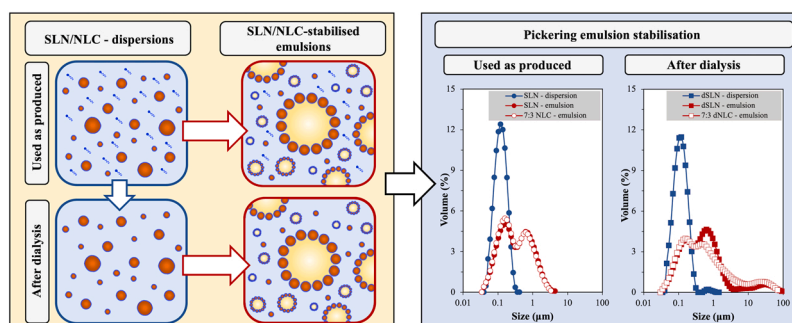 SLN/NLC - dispersions
SLN/NLC-stabilised
emulsions
Used as produced
After dialysis
Pickering emulsion stabilisation
Used as produced
After dialysis
SLN - dispersion
SLN - emulsion
7:3 NLC - emulsion
15
12
9
6
3
0
Volume (%)
0.01
0.1
1
10
100
Size (µm)
dSLN - dispersion
dSLN - emulsion
7:3 dNLC - emulsion
15
12
9
6
3
0
Volume (%)
0.01
0.1
1
10
100
Size (µm)